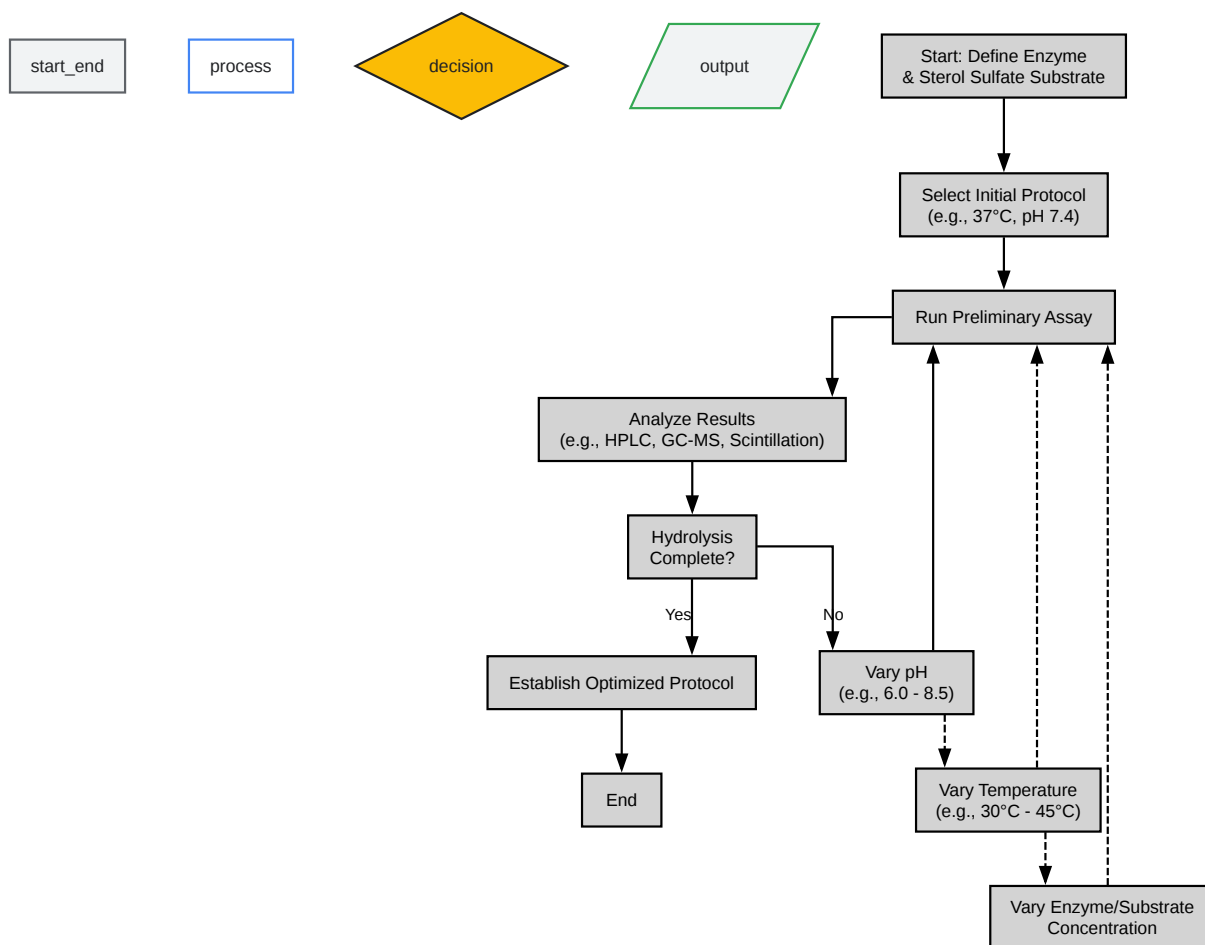 start_end
process
decision
output
Start: Define Enzyme
& Sterol Sulfate Substrate
Select Initial Protocol
(e.g., 37°C, pH 7.4)
Run Preliminary Assay
Analyze Results
(e.g., HPLC, GC-MS, Scintillation)
Hydrolysis
Complete?
Yes
No
Establish Optimized Protocol
Vary pH
(e.g., 6.0 - 8.5)
End
Vary Temperature
(e.g., 30°C - 45°C)
Vary Enzyme/Substrate
Concentration